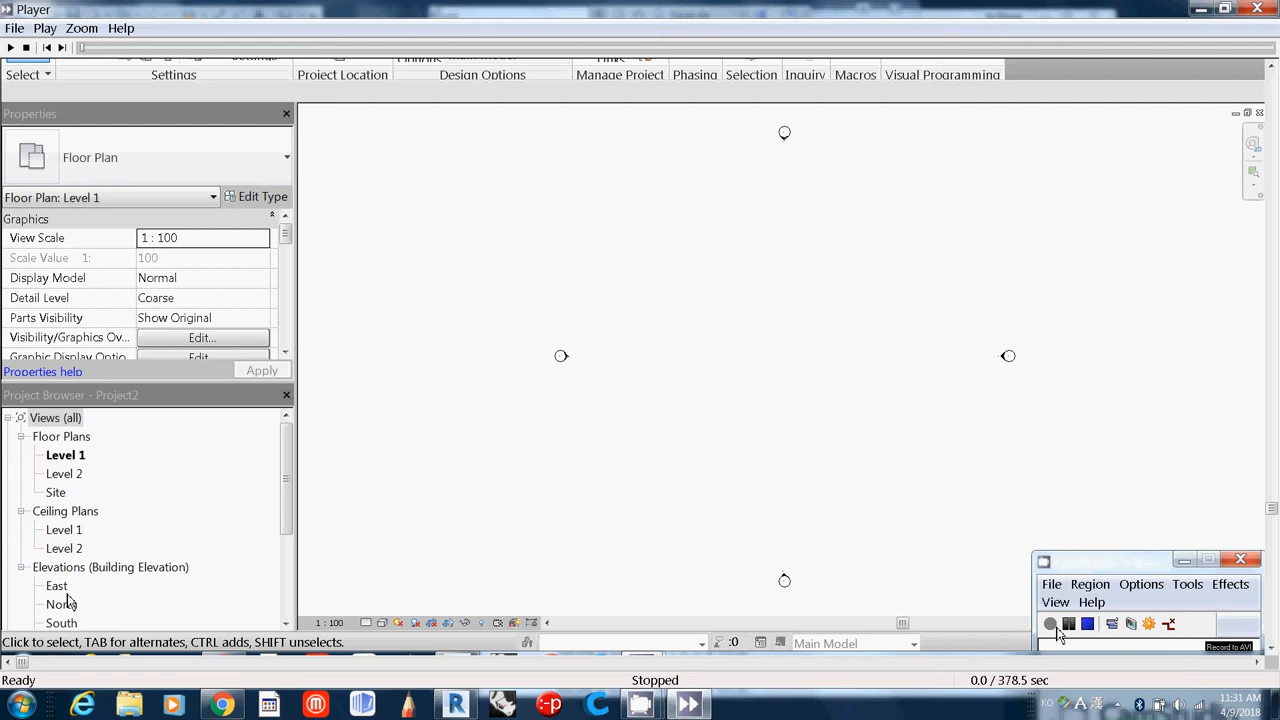 Player
File Play Zoom Help
Select Settings Project Location Design Options Manage Project Phasing Selection Inquiry Macros Visual Programming
Properties
Floor Plan
Floor Plan: Level 1 Edit Type
Graphics
View Scale 1 : 100
Scale Value 1: 100
Display Model Normal
Detail Level Coarse
Parts Visibility Show Original
Visibility/Graphics Ov... Edit...
Graphic Display Optio Edit
Properties help Apply
Project Browser - Project2
Views (all)
Floor Plans
Level 1
Level 2
Site
Ceiling Plans
Level 1
Level 2
Elevations (Building Elevation)
East
South
File Region Options Tools Effects
View Help
Record to AVI
1 : 100
Click to select, TAB for alternates, CTRL adds, SHIFT unselects. :0 Main Model
Ready Stopped 0.0 / 378.5 sec
KO A 漢 11:31 AM
4/9/2018